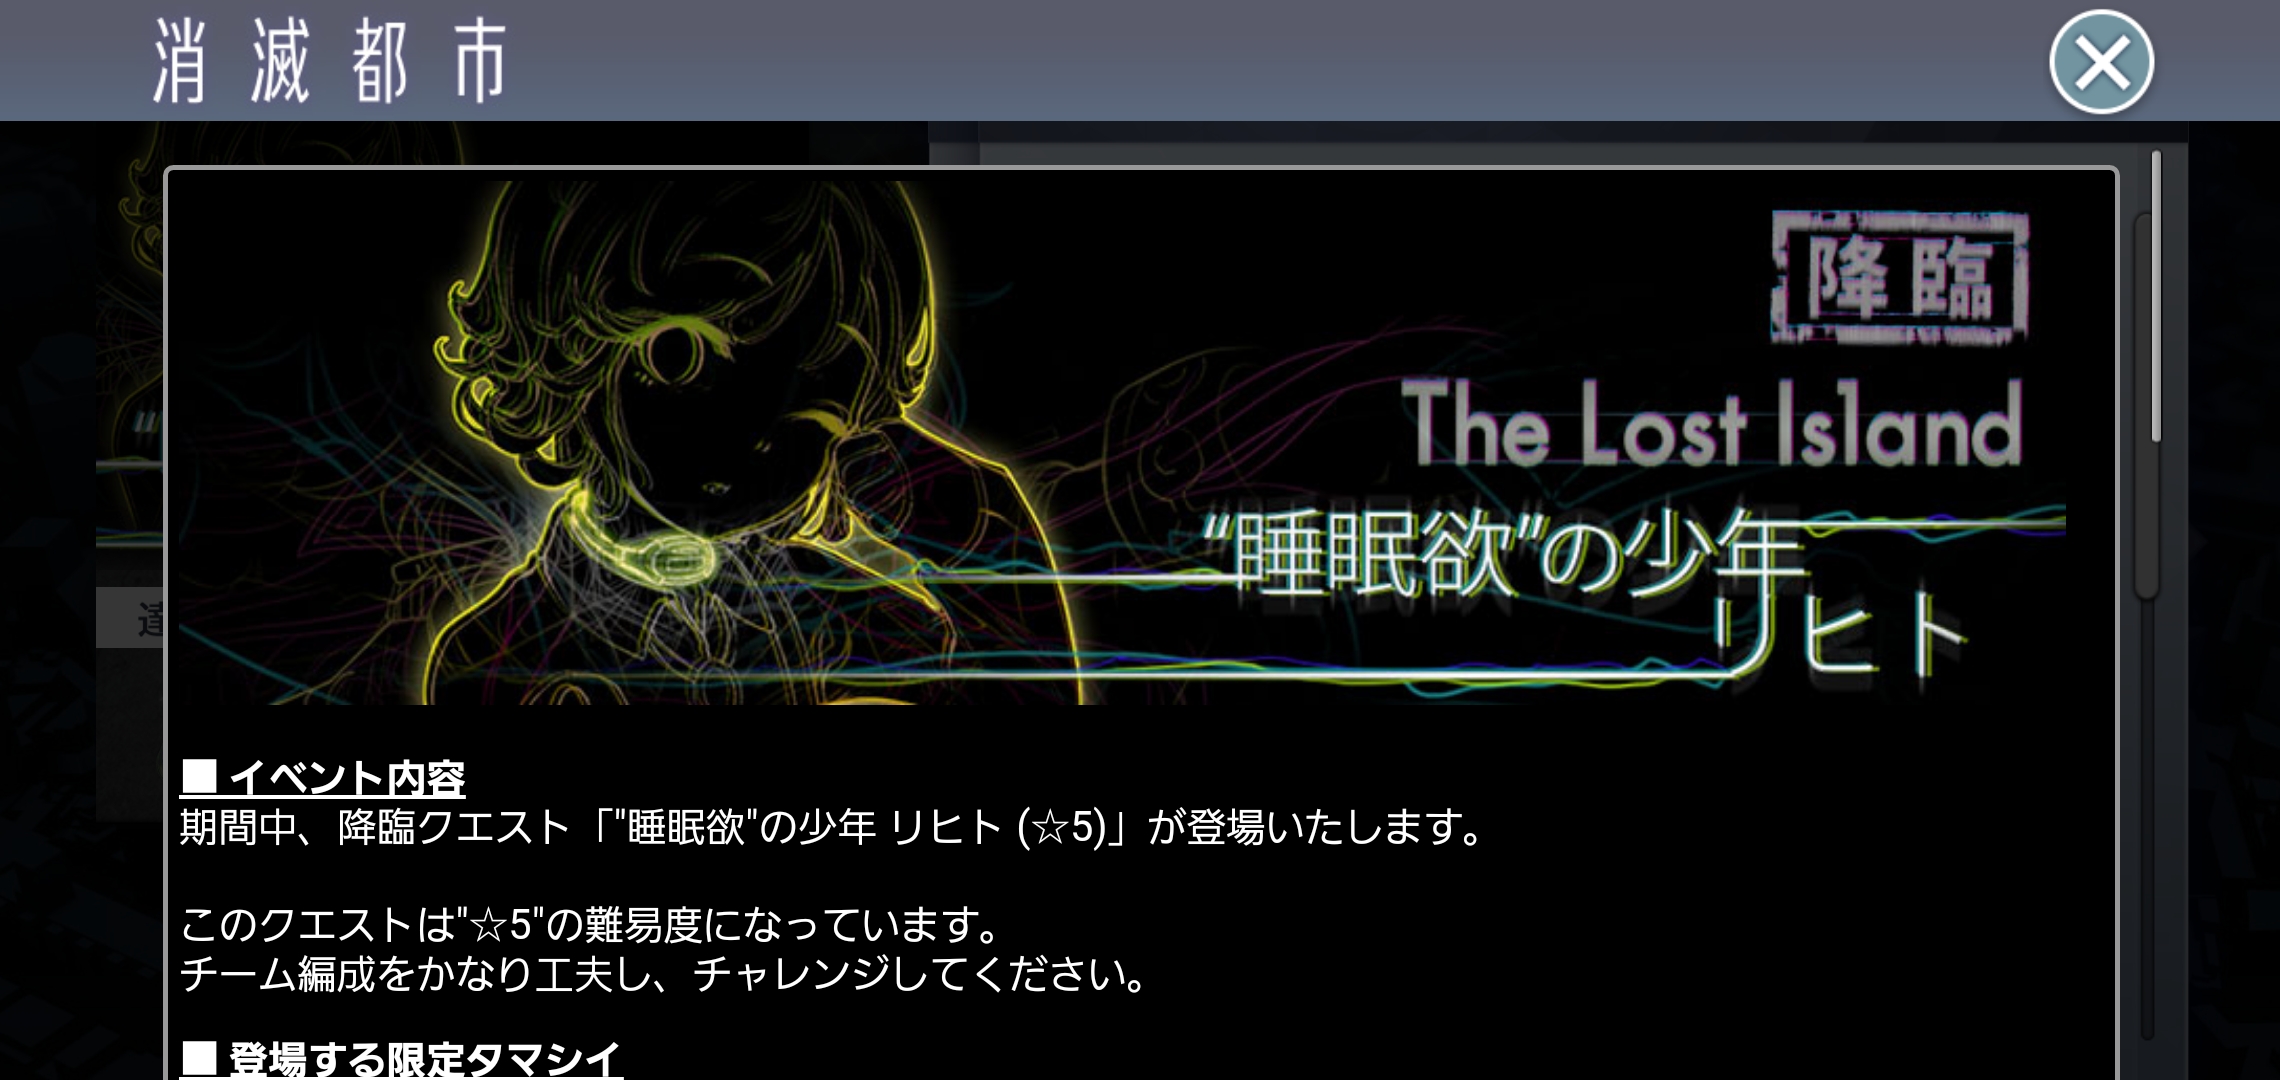 消滅都市
降臨
The Lost Island
“睡眠欲”の少年
リヒト
■ イベント内容
期間中、降臨クエスト「"睡眠欲"の少年 リヒト (☆5)」が登場いたします。
このクエストは"☆5"の難易度になっています。
チーム編成をかなり工夫し、チャレンジしてください。
■ 登場する限定タマシイ